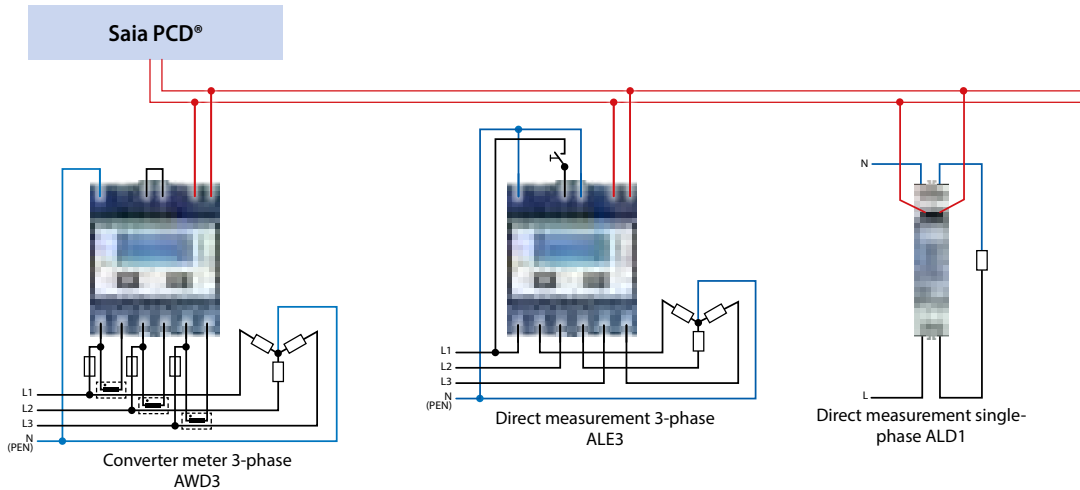 Saia PCD®
N
L
L1
L2
L3
N
(PEN)
Direct measurement 3-phase
ALE3
Direct measurement single-
phase ALD1
L1
L2
L3
N
(PEN)
Converter meter 3-phase
AWD3